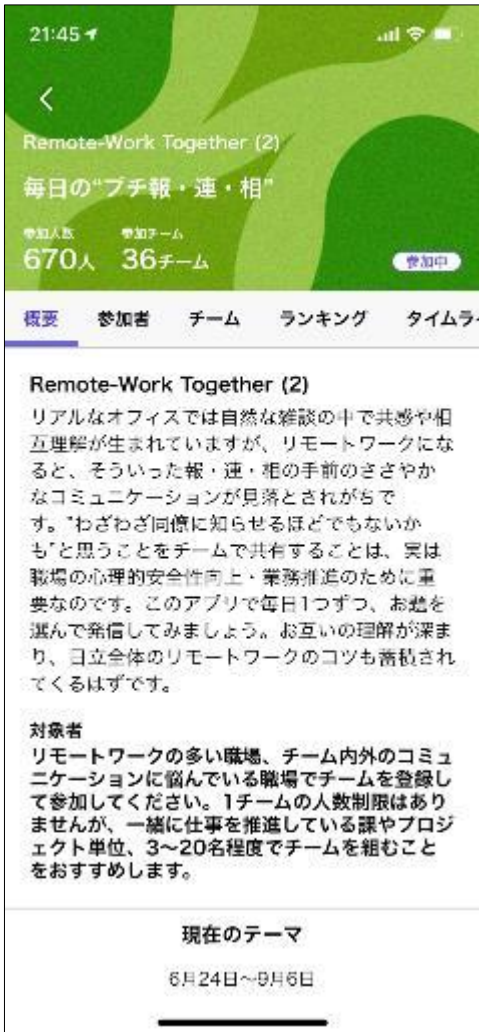 21:45
Remote-Work Together (2)
毎日の“プチ報・連・相”
参加人数 参加チーム
670人 36チーム
参加中
概要 参加者 チーム ランキング タイムラ
Remote-Work Together (2)
リアルなオフィスでは自然な雑談の中で共感や相
互理解が生まれていますが、リモートワークにな
ると、そういった報・連・相の手前のささやか
なコミュニケーションが見落とされがちで
す。"わざわざ同僚に知らせるほどでもないか
も"と思うことをチームで共有することは、実は
職場の心理的安全性向上・業務推進のために重
要なのです。このアプリで毎日1つずつ、お題を
選んで発信してみましょう。お互いの理解が深ま
り、日立全体のリモートワークのコツも蓄積され
てくるはずです。
対象者
リモートワークの多い職場、チーム内外のコミュ
ニケーションに悩んでいる職場でチームを登録し
て参加してください。1チームの人数制限はあり
ませんが、一緒に仕事を推進している課やプロジ
ェクト単位、3〜20名程度でチームを組むこと
をおすすめします。
現在のテーマ
6月24日〜9月6日